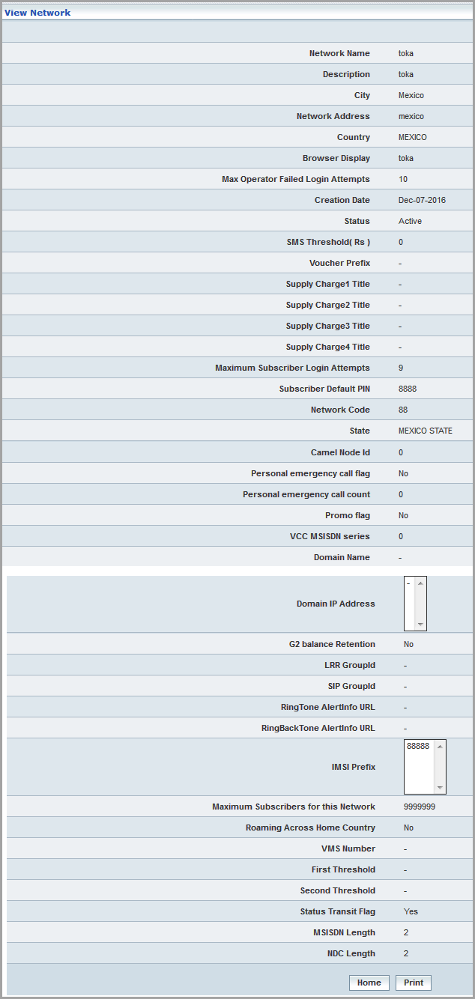 View Network
Network Name toka
Description toka
City Mexico
Network Address mexico
Country MEXICO
Browser Display toka
Max Operator Failed Login Attempts 10
Creation Date Dec-07-2016
Status Active
SMS Threshold( Rs ) 0
Voucher Prefix -
Supply Charge1 Title -
Supply Charge2 Title -
Supply Charge3 Title -
Supply Charge4 Title -
Maximum Subscriber Login Attempts 9
Subscriber Default PIN 8888
Network Code 88
State MEXICO STATE
Camel Node Id 0
Personal emergency call flag No
Personal emergency call count 0
Promo flag No
VCC MSISDN series 0
Domain Name -
Domain IP Address -
G2 balance Retention No
LRR GroupId -
SIP GroupId -
RingTone AlertInfo URL -
RingBackTone AlertInfo URL -
IMSI Prefix 88888
Maximum Subscribers for this Network 9999999
Roaming Across Home Country No
VMS Number -
First Threshold -
Second Threshold -
Status Transit Flag Yes
MSISDN Length 2
NDC Length 2
Home Print